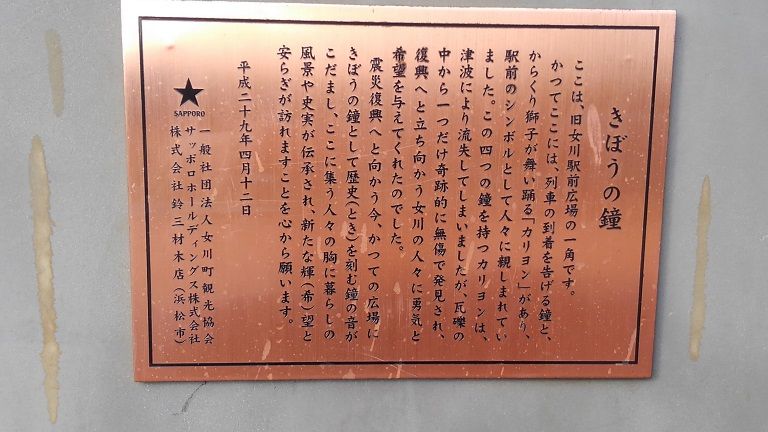 きぼうの鐘
ここは、旧女川駅前広場の一角です。
かつてここには、列車の到着を告げる鐘と、
からくり獅子が舞い踊る「カリヨン」があり、
駅前のシンボルとして人々に親しまれてい
ました。この四つの鐘を持つカリヨンは、
津波により流失してしまいましたが、瓦礫の
中から一つだけ奇跡的に無傷で発見され、
復興へと立ち向かう女川の人々に勇気と
希望を与えてくれたのでした。
震災復興へと向かう今、かつての広場に
きぼうの鐘として歴史(とき)を刻む鐘の音が
こだまし、ここに集う人々の胸に暮らしの
風景や史実が伝承され、新たな輝(希)望と
安らぎが訪れますことを心から願います。
平成二十九年四月十二日
SAPPORO
一般社団法人女川町観光協会
サッポロホールディングス株式会社
株式会社鈴三材木店(浜松市)